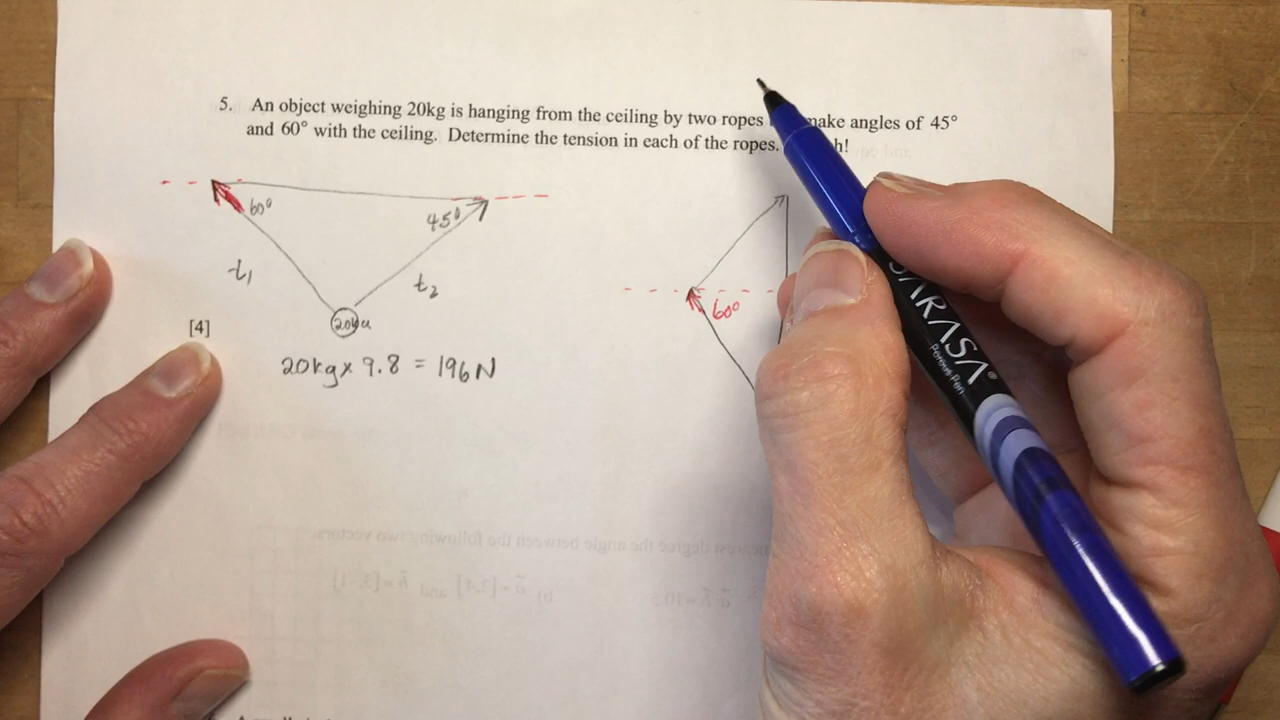 5. An object weighing 20kg is hanging from the ceiling by two ropes make angles of 45°
and 60° with the ceiling. Determine the tension in each of the ropes. h!
60°
45°
t₁
t₂
60°
[4]
20kg x 9.8 = 196N
SARASA®
Porous Pen